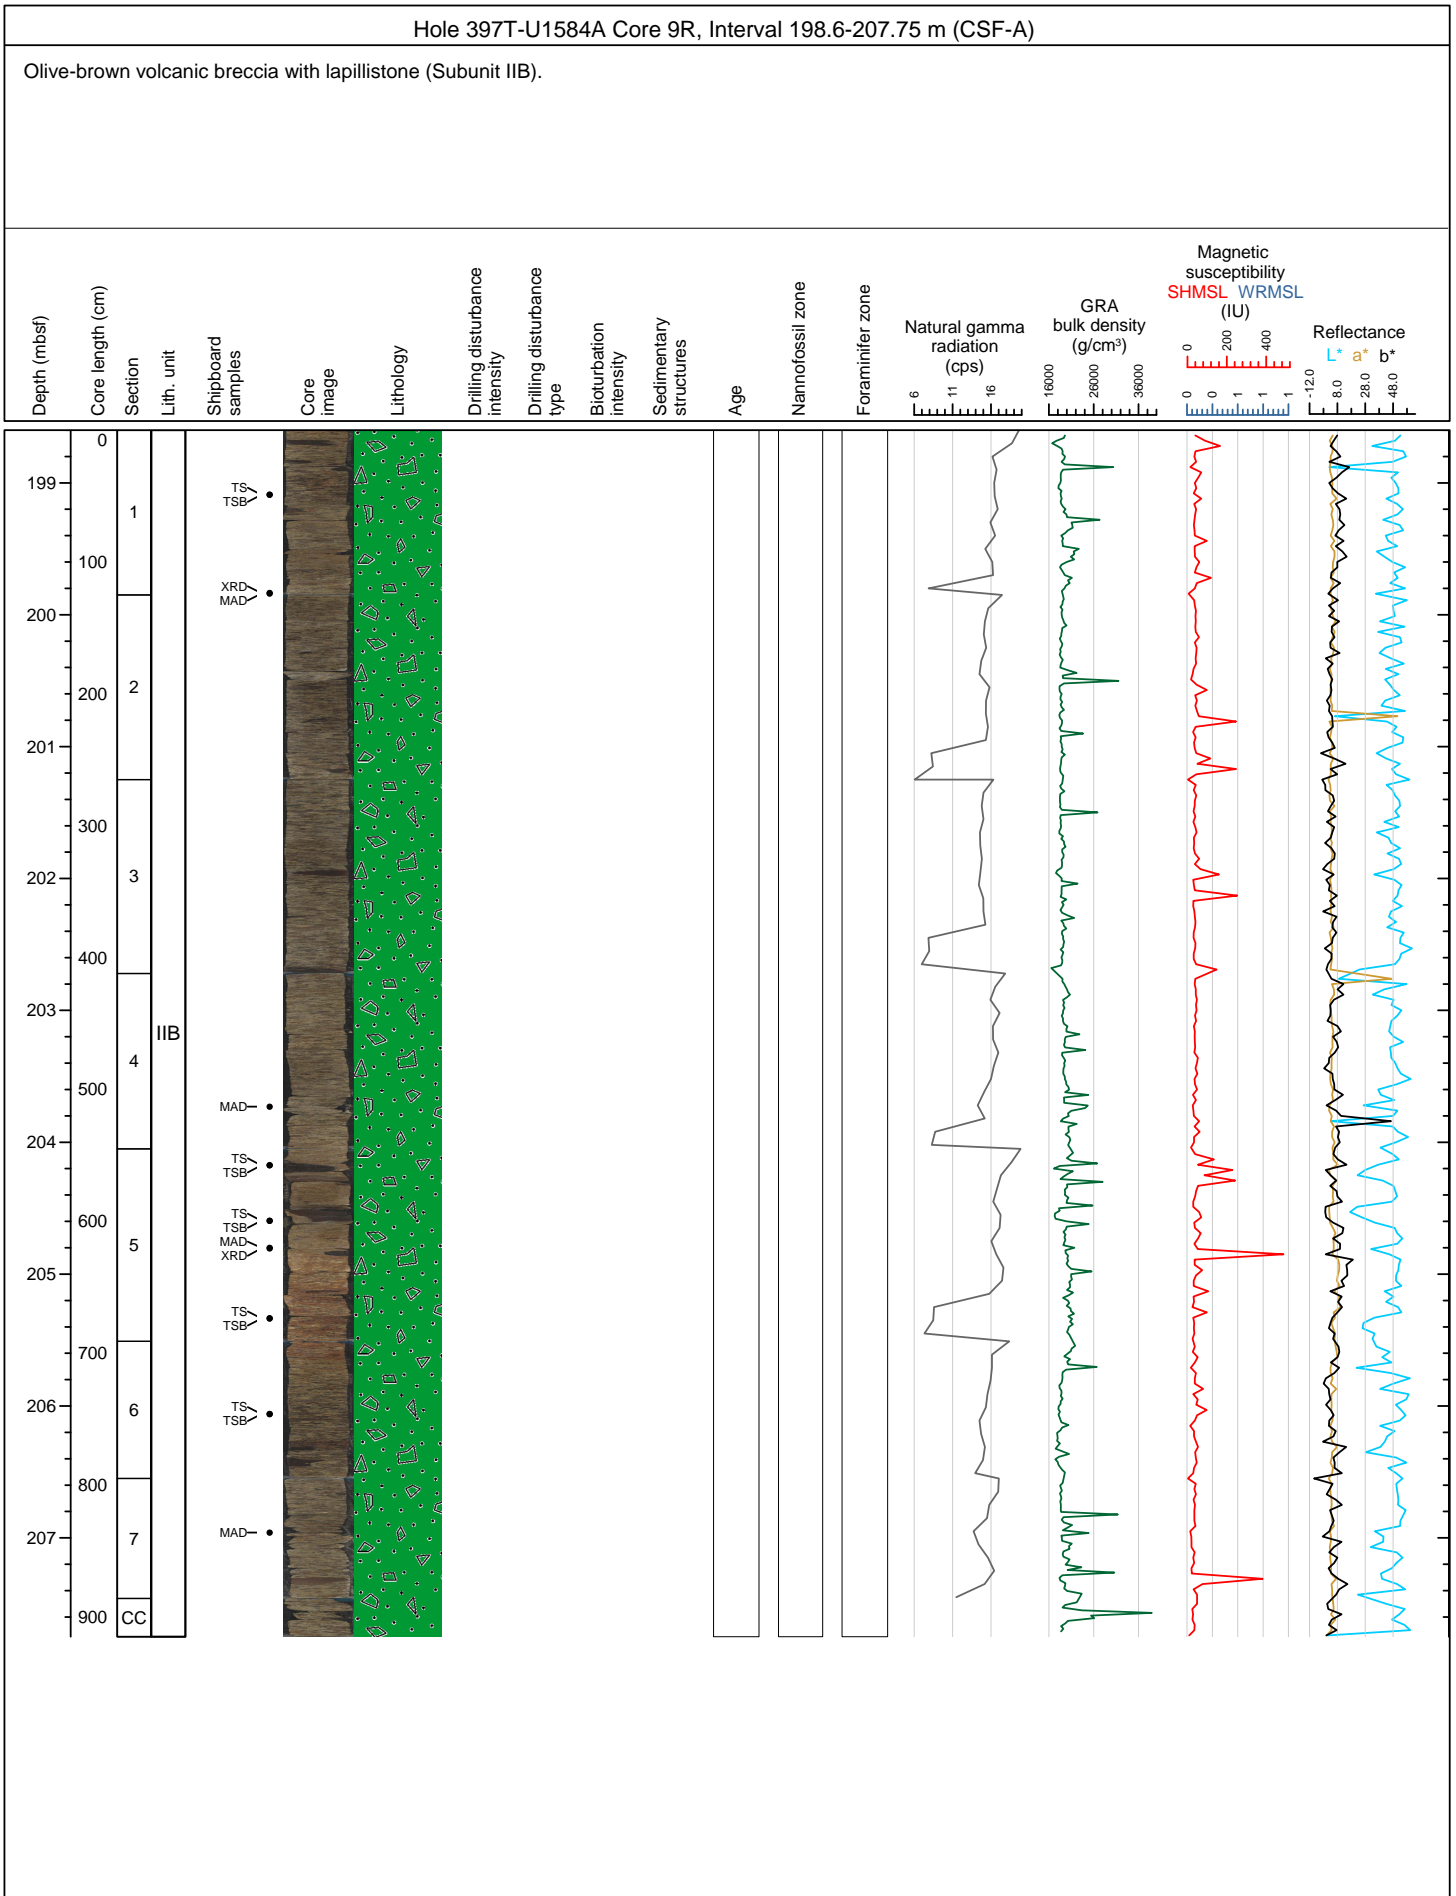 Hole 397T-U1584A Core 9R, Interval 198.6-207.75 m (CSF-A)
Olive-brown volcanic breccia with lapillistone (Subunit IIB).
Depth (mbsf)
Core length (cm)
Section
Lith. unit
Shipboard
samples
Core
image
Lithology
Drilling disturbance
intensity
Drilling disturbance
type
Bioturbation
intensity
Sedimentary
structures
Age
Nannofossil zone
Foraminifer zone
Natural gamma
radiation
(cps)
6 11 16
GRA
bulk density
(g/cm³)
16000 26000 36000
Magnetic
susceptibility
SHMSL WRMSL
(IU)
0 200 400
0 0 1 1 1
Reflectance
L* a* b*
-12.0 8.0 28.0 48.0
0
199
TS
TSB
1
100
XRD
MAD
200
2
200
201
300
202
3
400
203
IIB
4
500
MAD
204
TS
TSB
600
TS
TSB
5
MAD
XRD
205
TS
TSB
700
206
6
TS
TSB
800
207
7
MAD
900
CC